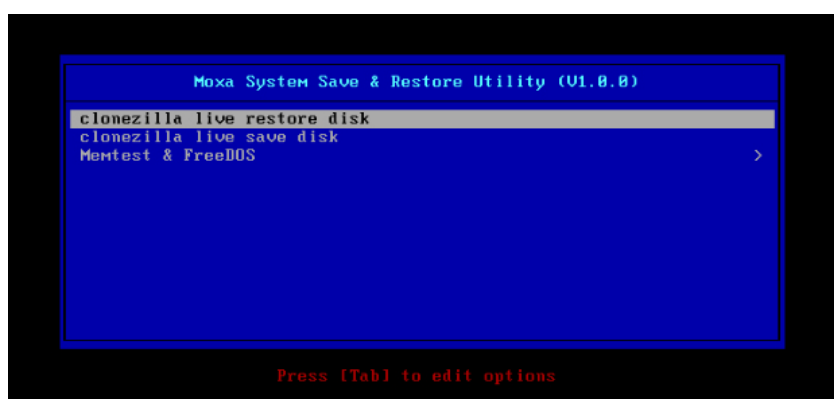 Moxa System Save & Restore Utility (V1.0.0)
clonezilla live restore disk
clonezilla live save disk
Memtest & FreeDOS >
Press [Tab] to edit options